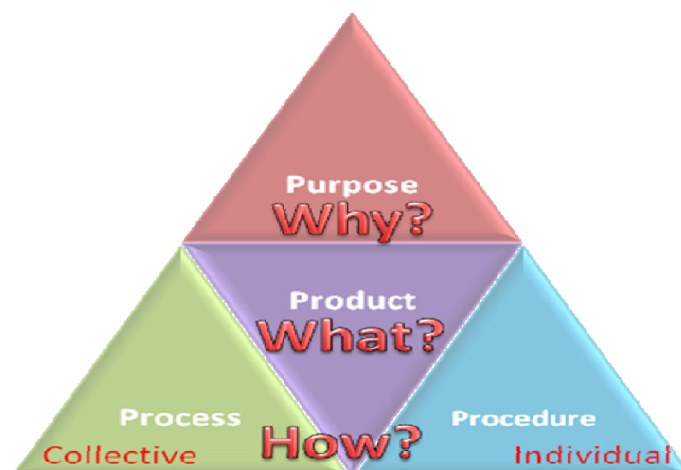 Purpose
Why?
Product
What?
Process
Procedure
How?
Collective
Individual